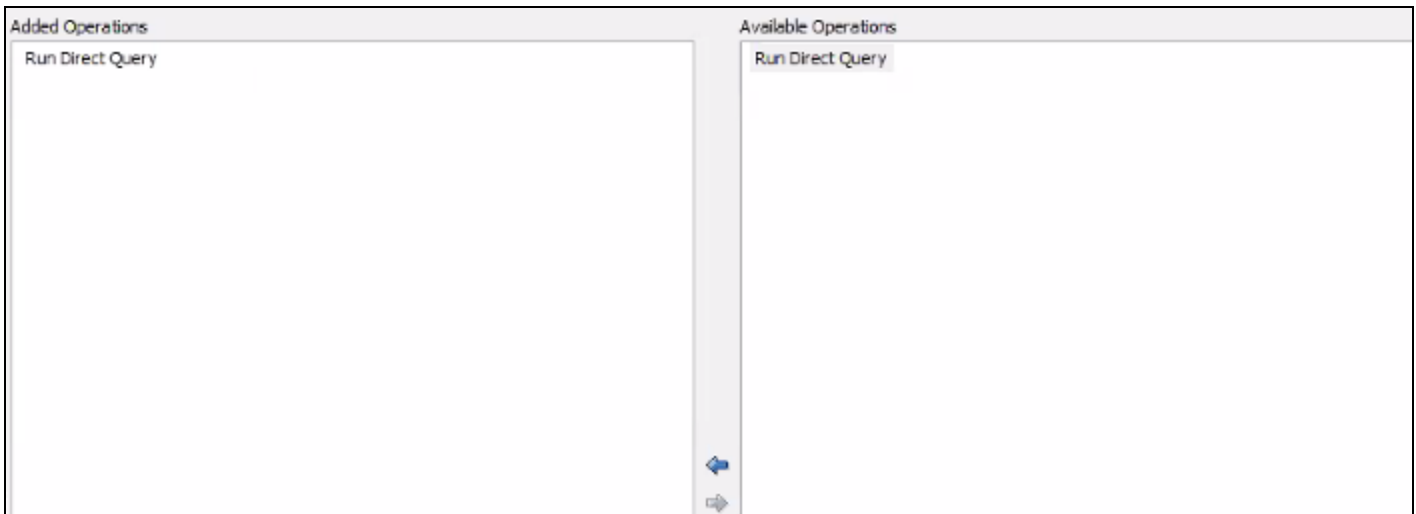 Added Operations
Run Direct Query
Available Operations
Run Direct Query